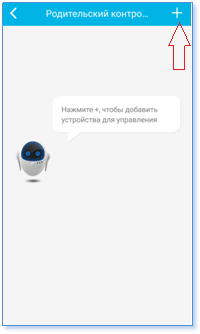 Родительский контро...
Нажмите +, чтобы добавить
устройства для управления